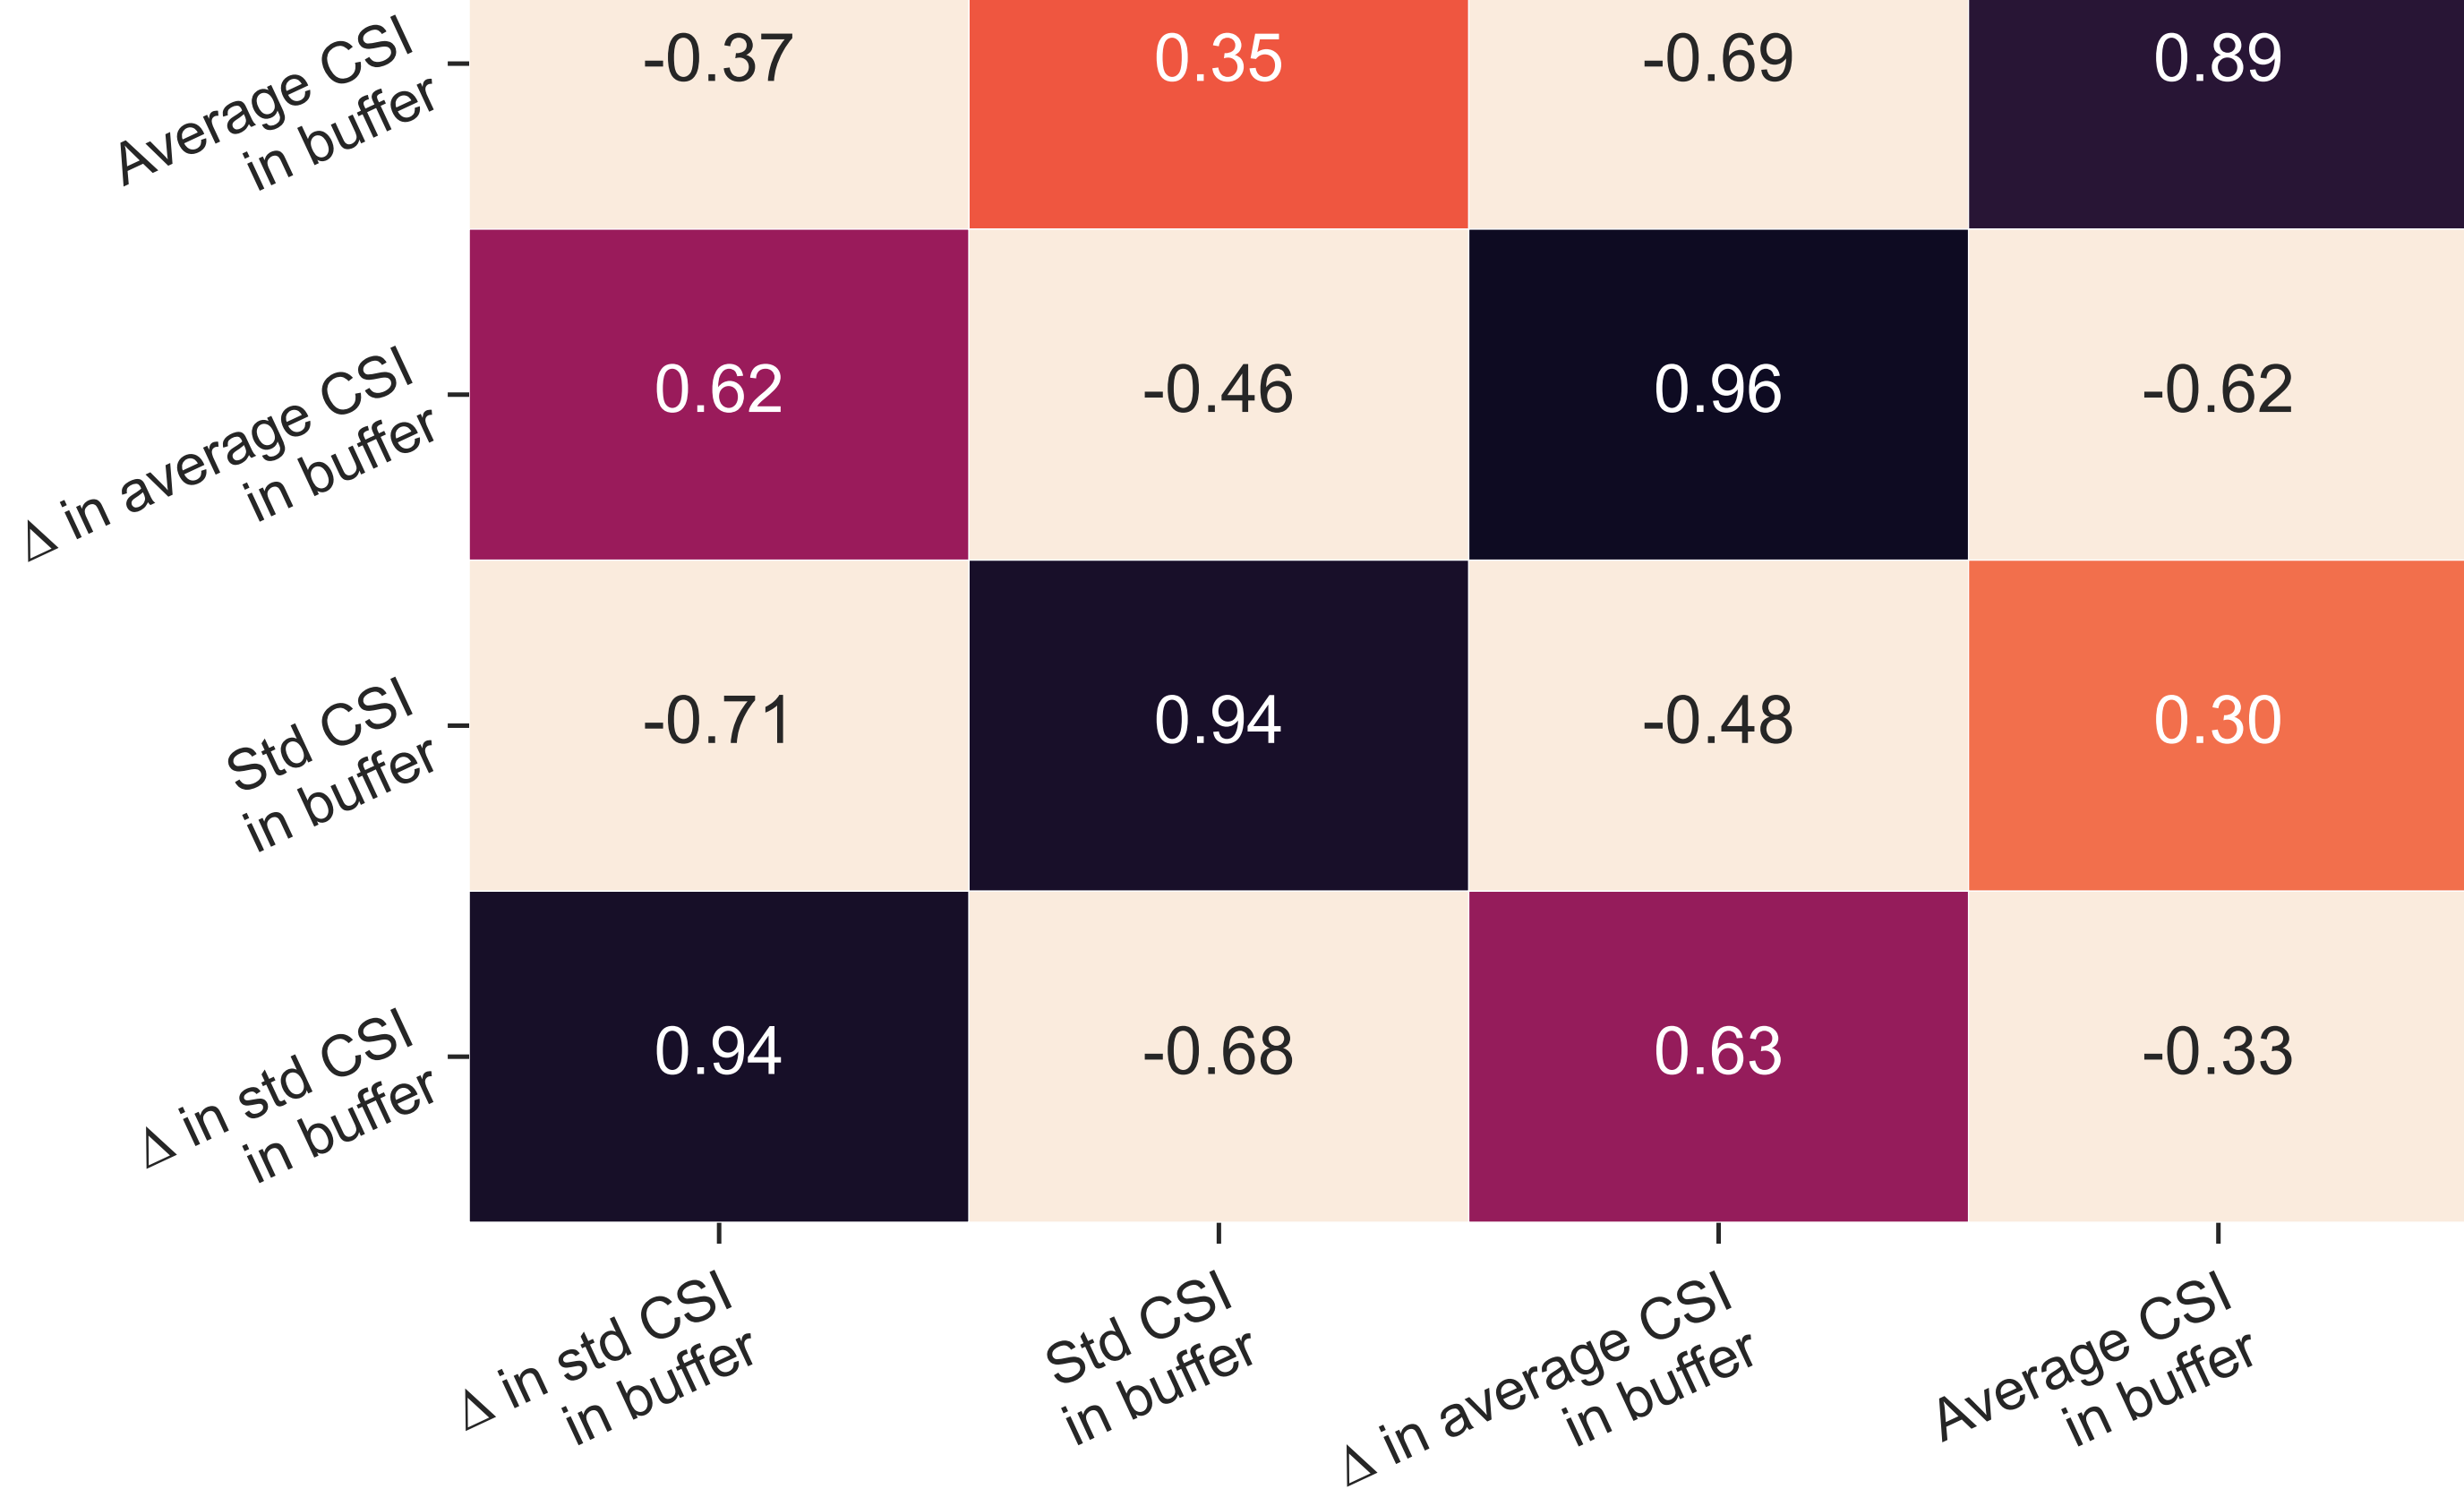 Average CSI
in buffer
-0.37 0.35 -0.69 0.89
Δ in average CSI
in buffer
0.62 -0.46 0.96 -0.62
Std CSI
in buffer
-0.71 0.94 -0.48 0.30
Δ in std CSI
in buffer
0.94 -0.68 0.63 -0.33
Δ in std CSI
in buffer
Std CSI
in buffer
Δ in average CSI
in buffer
Average CSI
in buffer